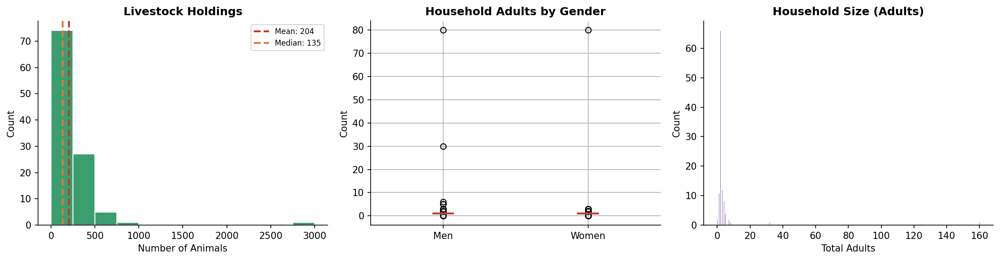 Livestock Holdings
Mean: 204
Median: 135
Count
70
60
50
40
30
20
10
0
0 500 1000 1500 2000 2500 3000
Number of Animals
Household Adults by Gender
Count
80
70
60
50
40
30
20
10
0
Men Women
Household Size (Adults)
Count
60
50
40
30
20
10
0
0 20 40 60 80 100 120 140 160
Total Adults